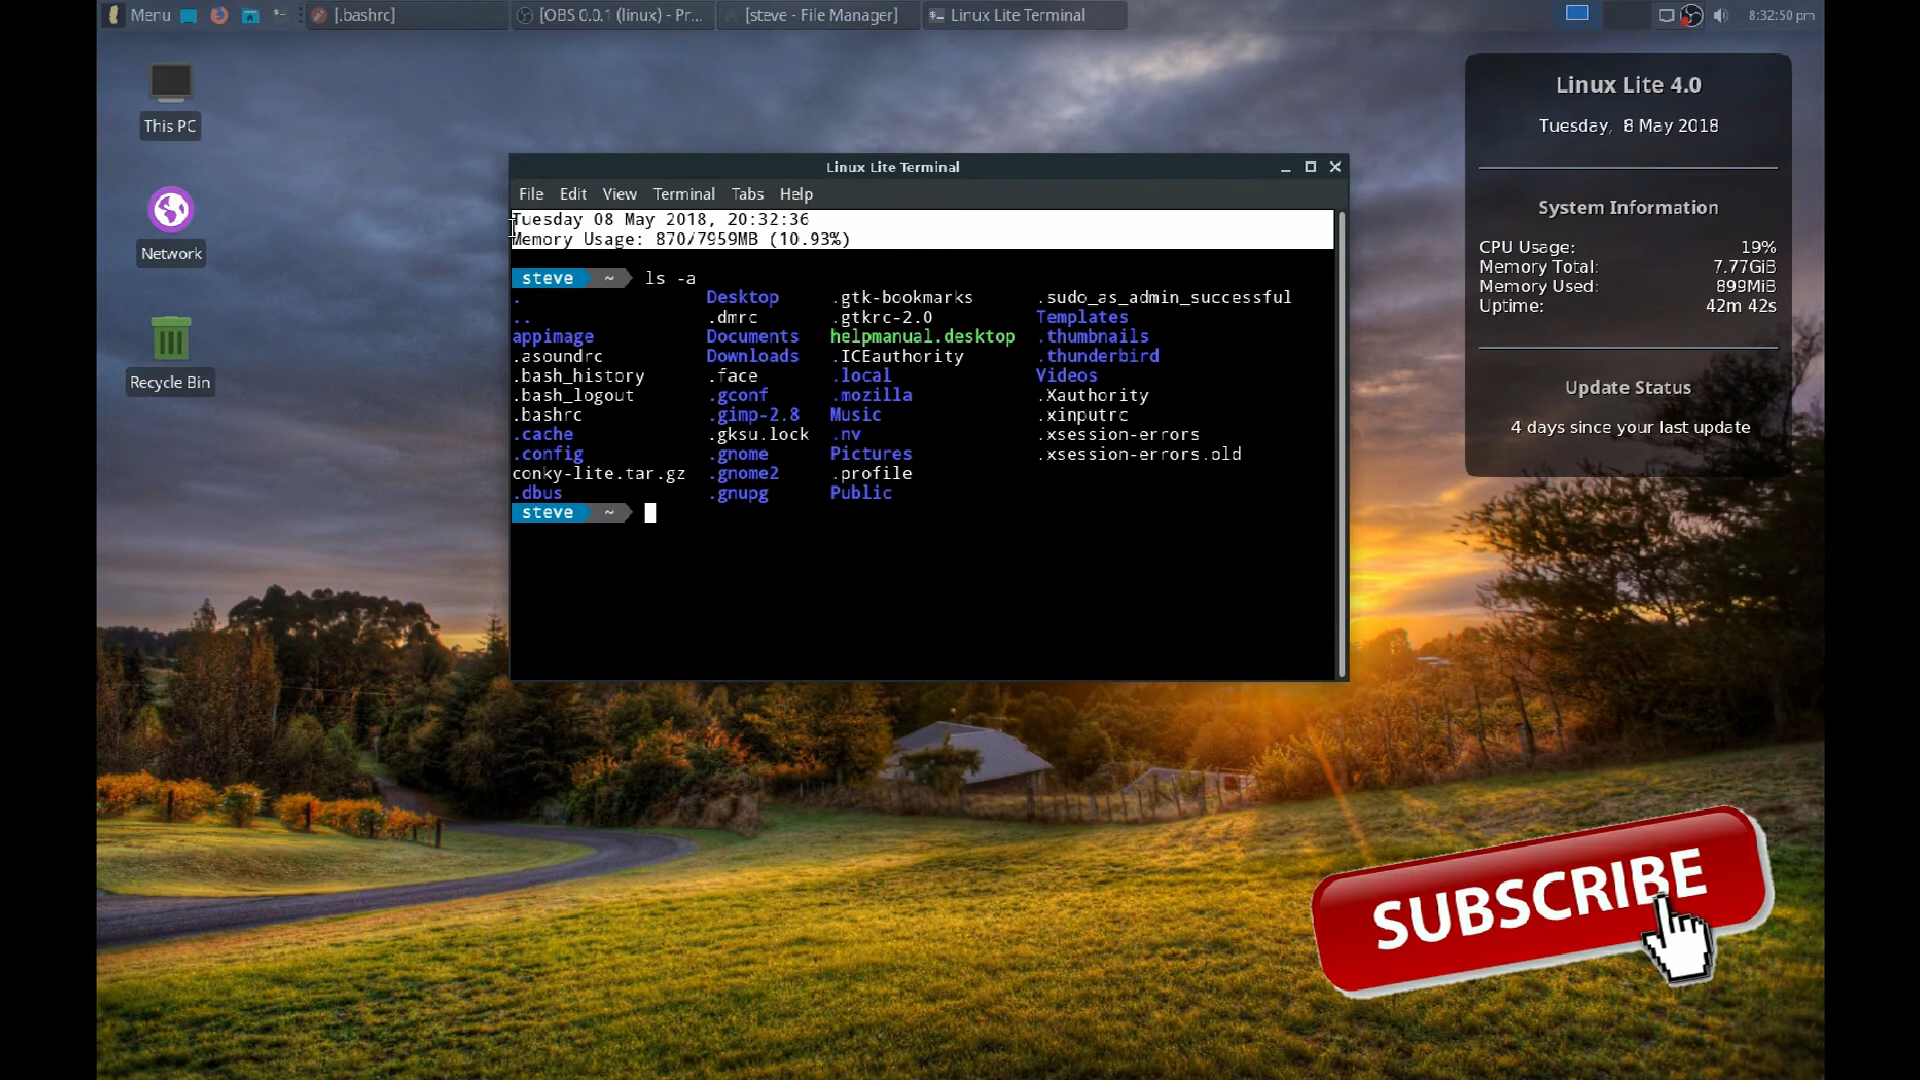 Menu [.bashrc] [OBS 0.0.1 (linux) - Pr... [steve - File Manager] Linux Lite Terminal 8:32:50 pm
This PC
Network
Recycle Bin
Linux Lite Terminal
File Edit View Terminal Tabs Help
Tuesday 08 May 2018, 20:32:36
Memory Usage: 870/7959MB (10.93%)
steve ~ ls -a
. Desktop .gtk-bookmarks .sudo_as_admin_successful
.. .dmrc .gtkrc-2.0 Templates
appimage Documents helpmanual.desktop .thumbnails
.asoundrc Downloads .ICEauthority .thunderbird
.bash_history .face .local Videos
.bash_logout .gconf .mozilla .Xauthority
.bashrc .gimp-2.8 Music .xinputrc
.cache .gksu.lock .nv .xsession-errors
.config .gnome Pictures .xsession-errors.old
conky-lite.tar.gz .gnome2 .profile
.dbus .gnupg Public
steve ~
Linux Lite 4.0
Tuesday, 8 May 2018
System Information
CPU Usage: 19%
Memory Total: 7.77GiB
Memory Used: 899MiB
Uptime: 42m 42s
Update Status
4 days since your last update
SUBSCRIBE